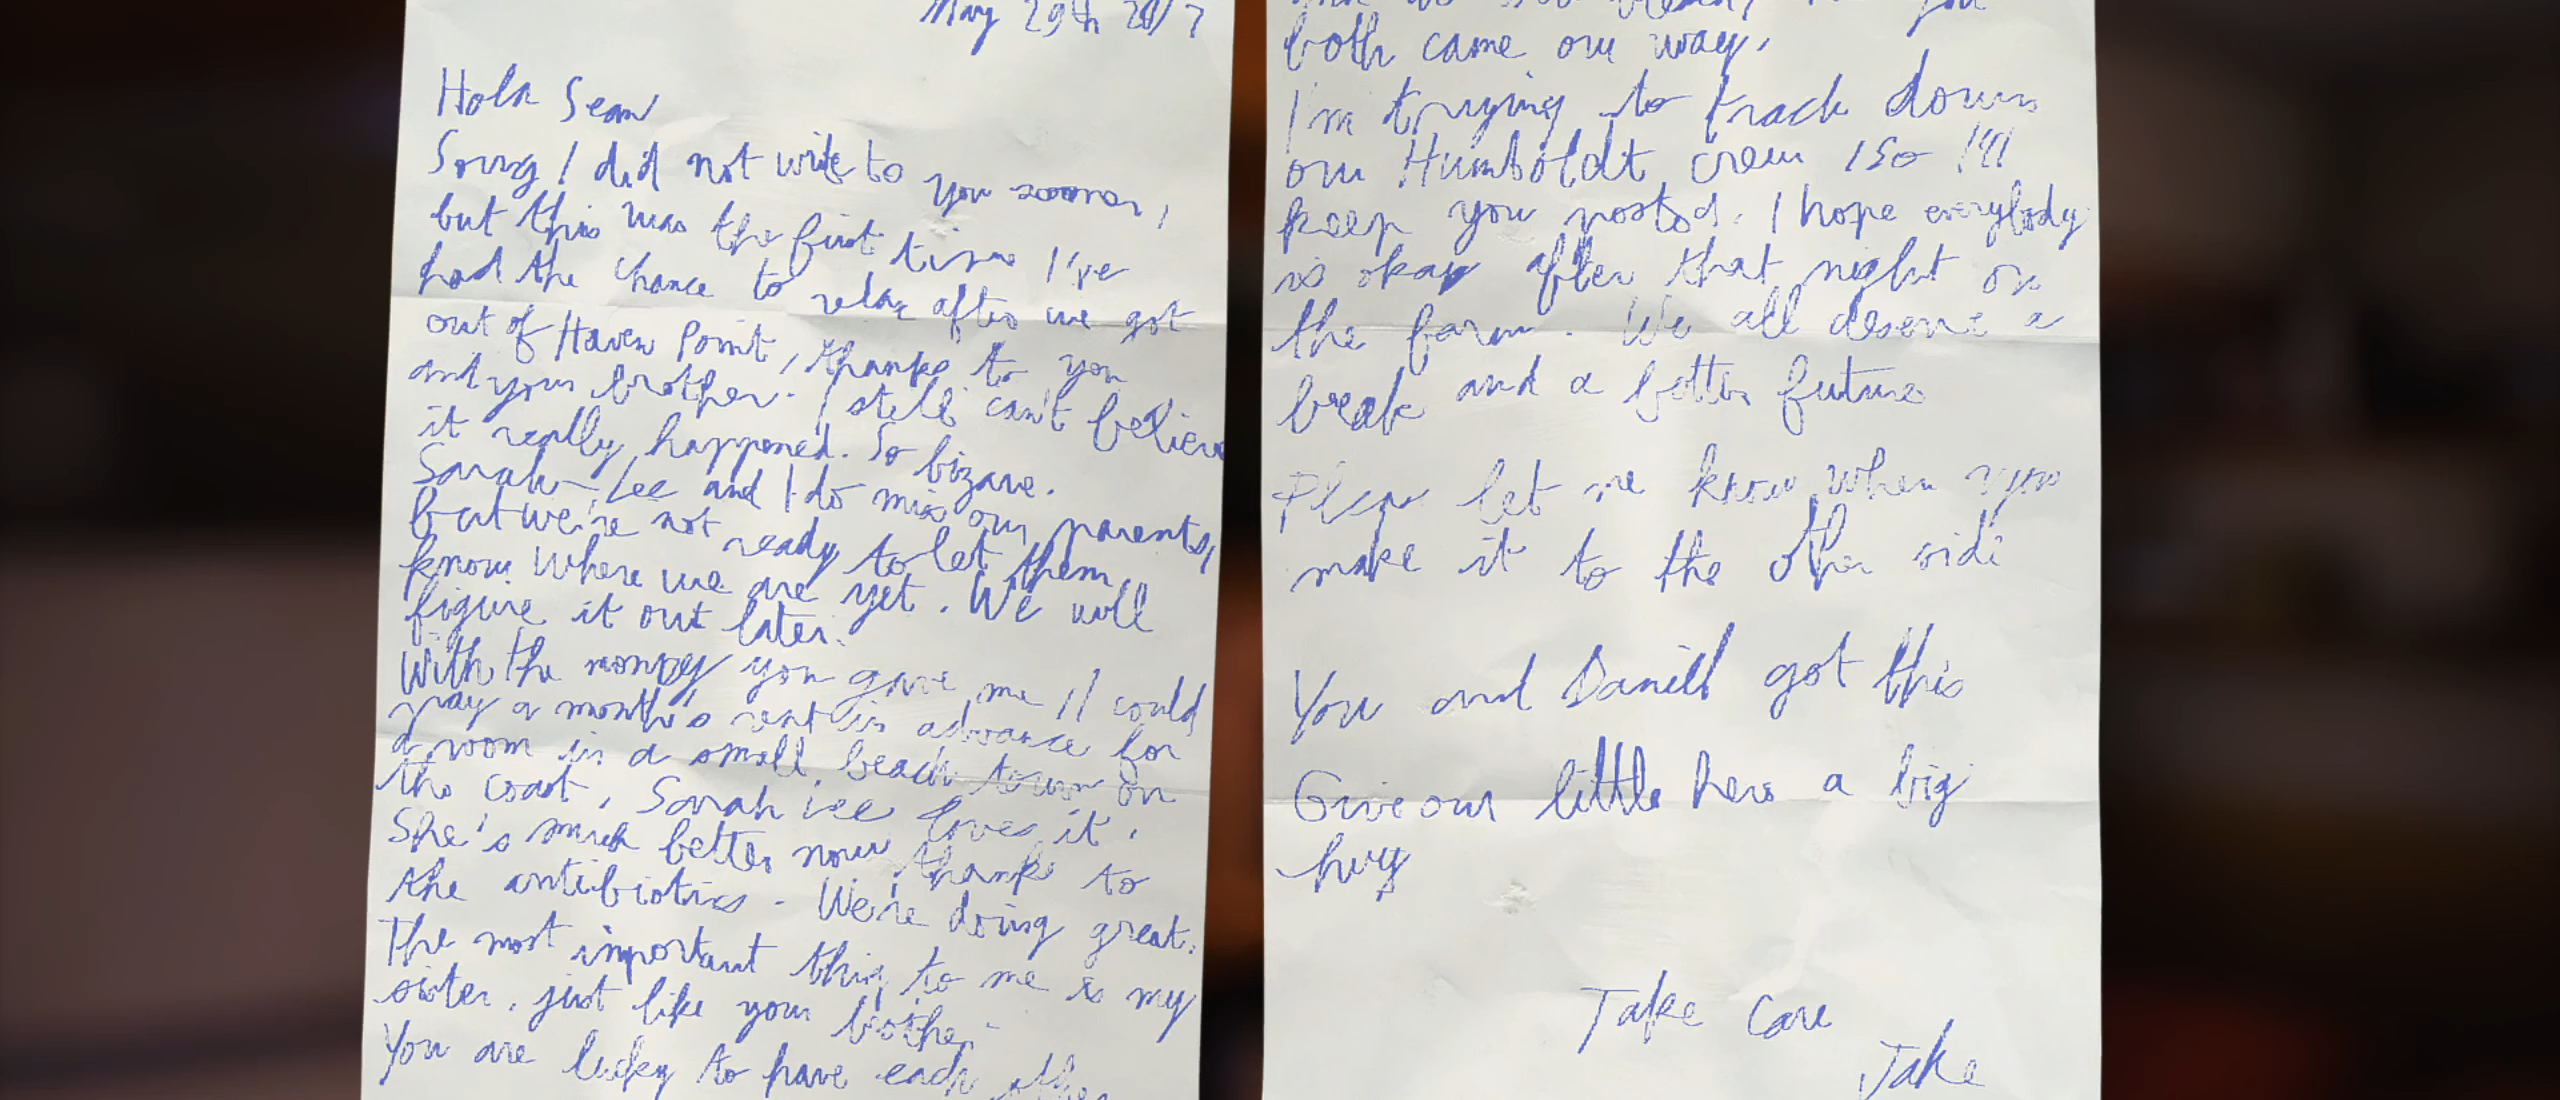 May 29th 2017
Hola Sean
Sorry I did not write to you sooner,
but this was the first time I've
had the chance to relax after we got
out of Haven Point, thanks to you
and your brother. I still can't believe
it really happened. So bizare.
Sarah-Lee and I do miss our parents,
but we're not ready to let them
know where we are yet. We will
figure it out later.
With the money you gave me, I could
pay a month's rent in advance for
a room in a small beach town on
the coast, Sarah Lee loves it.
She's much better now, thanks to
the antibiotics. We're doing great.
The most important thing to me is my
sister, just like your brother.
You are lucky to have each other
you
both came our way.
I'm trying to track down
our Humboldt crew, so I'll
keep you posted. I hope everybody
is okay after that night on
the farm. We all deserve a
break and a better future
Please let me know when you
make it to the other side
You and Daniel got this
Give our little hero a big
hug
Take care
Jake